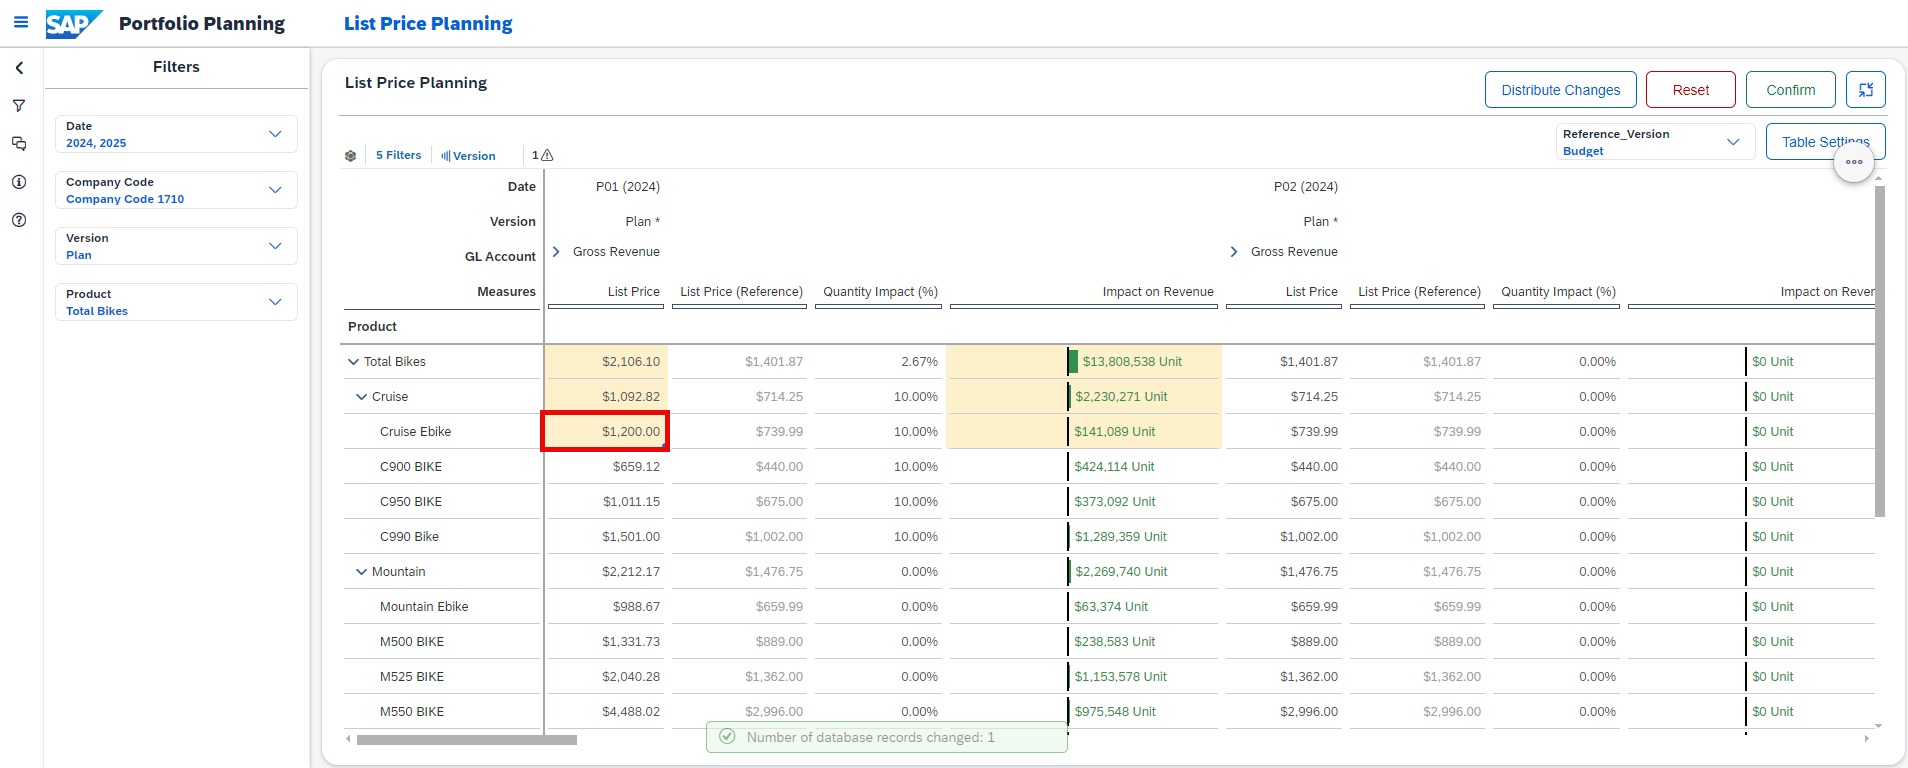 SAP Portfolio Planning List Price Planning
Filters
Date
2024, 2025
Company Code
Company Code 1710
Version
Plan
Product
Total Bikes
List Price Planning
Distribute Changes Reset Confirm
5 Filters Version 1
Reference_Version
Budget
Table Settings
Date P01 (2024) P02 (2024)
Version Plan * Plan *
GL Account Gross Revenue Gross Revenue
Measures List Price List Price (Reference) Quantity Impact (%) Impact on Revenue List Price List Price (Reference) Quantity Impact (%) Impact on Reven
Product
Total Bikes $2,106.10 $1,401.87 2.67% $13,808,538 Unit $1,401.87 $1,401.87 0.00% $0 Unit
Cruise $1,092.82 $714.25 10.00% $2,230,271 Unit $714.25 $714.25 0.00% $0 Unit
Cruise Ebike $1,200.00 $739.99 10.00% $141,089 Unit $739.99 $739.99 0.00% $0 Unit
C900 BIKE $659.12 $440.00 10.00% $424,114 Unit $440.00 $440.00 0.00% $0 Unit
C950 BIKE $1,011.15 $675.00 10.00% $373,092 Unit $675.00 $675.00 0.00% $0 Unit
C990 Bike $1,501.00 $1,002.00 10.00% $1,289,359 Unit $1,002.00 $1,002.00 0.00% $0 Unit
Mountain $2,212.17 $1,476.75 0.00% $2,269,740 Unit $1,476.75 $1,476.75 0.00% $0 Unit
Mountain Ebike $988.67 $659.99 0.00% $63,374 Unit $659.99 $659.99 0.00% $0 Unit
M500 BIKE $1,331.73 $889.00 0.00% $238,583 Unit $889.00 $889.00 0.00% $0 Unit
M525 BIKE $2,040.28 $1,362.00 0.00% $1,153,578 Unit $1,362.00 $1,362.00 0.00% $0 Unit
M550 BIKE $4,488.02 $2,996.00 0.00% $975,548 Unit $2,996.00 $2,996.00 0.00% $0 Unit
Number of database records changed: 1